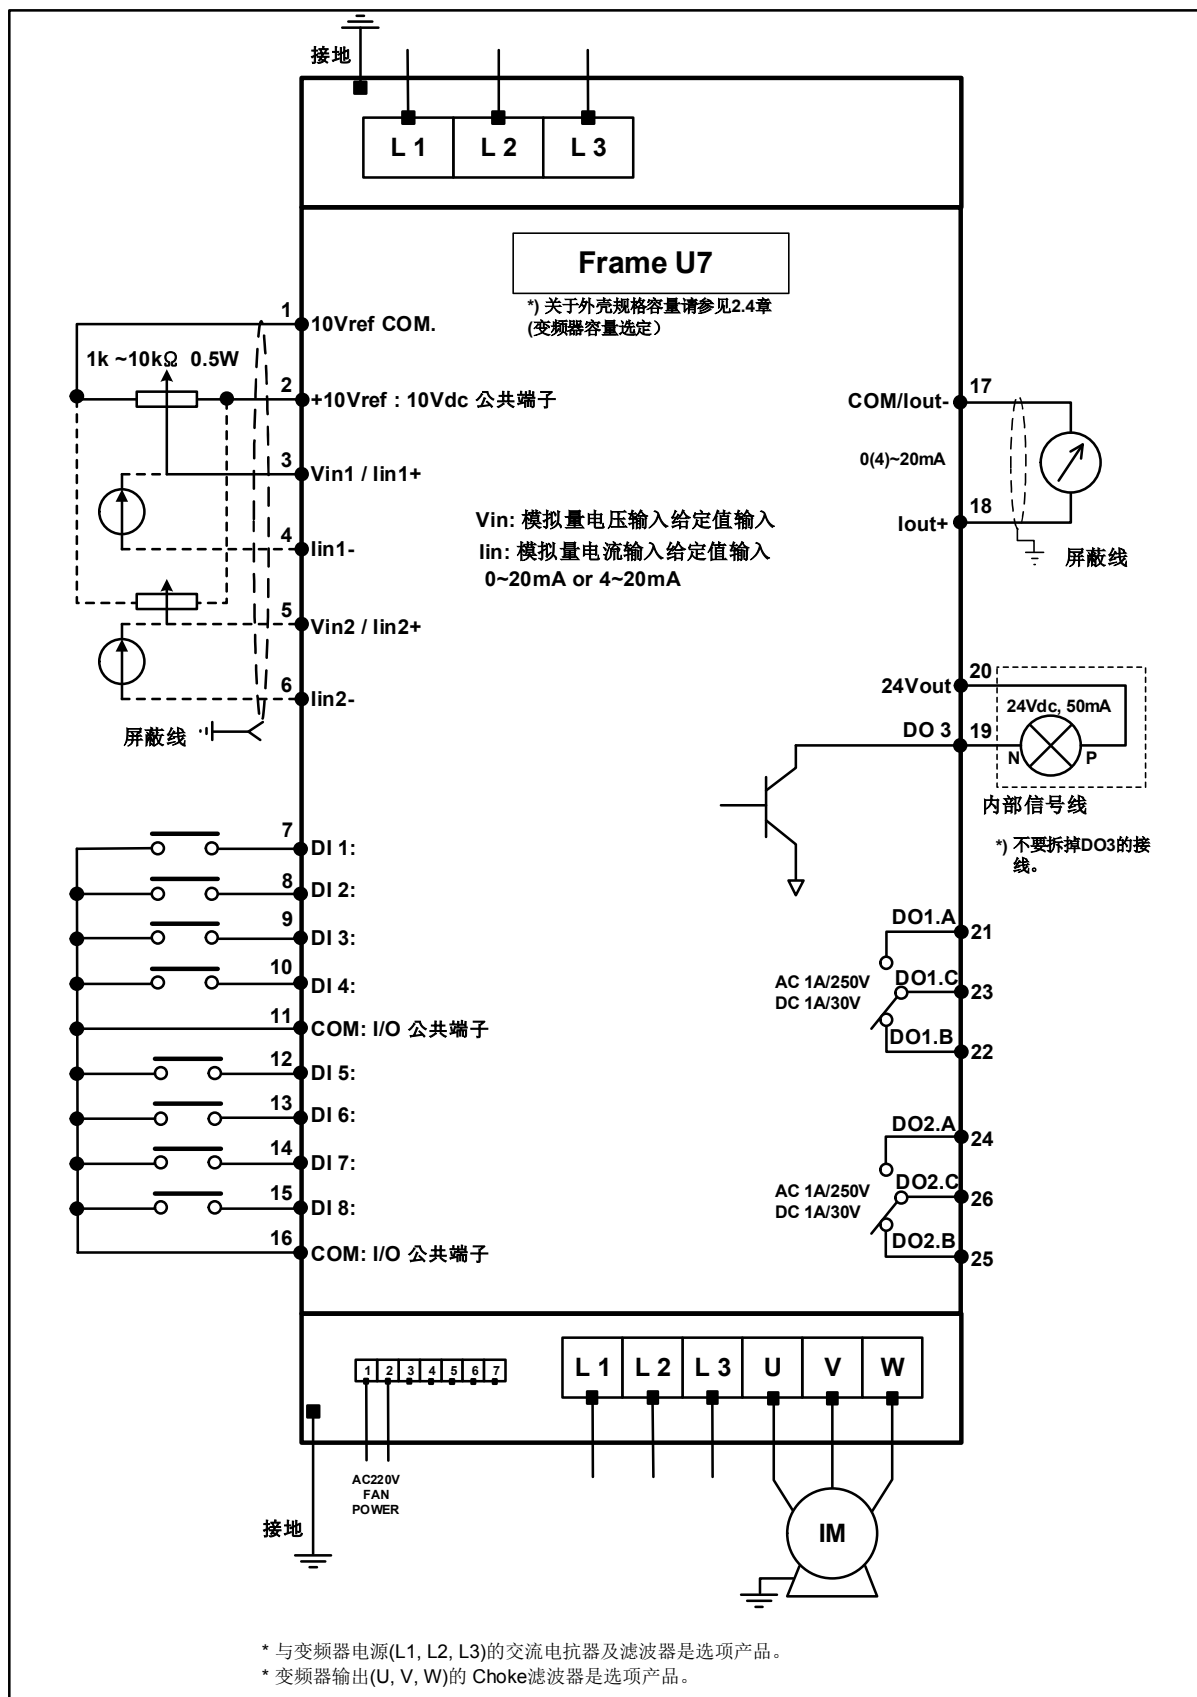 接地
L 1 L 2 L 3
Frame U7
*) 关于外壳规格容量请参见2.4章
(变频器容量选定）
1
10Vref COM.
1k ~10kΩ 0.5W
2
+10Vref : 10Vdc 公共端子
3
Vin1 / Iin1+
4
Iin1-
5
Vin2 / Iin2+
6
Iin2-
屏蔽线
Vin: 模拟量电压输入给定值输入
Iin: 模拟量电流输入给定值输入
0~20mA or 4~20mA
17
COM/Iout-
0(4)~20mA
18
Iout+
屏蔽线
20
24Vout
24Vdc, 50mA
DO 3
19
N P
内部信号线
*) 不要拆掉DO3的接
线。
7
DI 1:
8
DI 2:
9
DI 3:
10
DI 4:
11
COM: I/O 公共端子
12
DI 5:
13
DI 6:
14
DI 7:
15
DI 8:
16
COM: I/O 公共端子
DO1.A
21
AC 1A/250V
DC 1A/30V
DO1.C
23
DO1.B
22
DO2.A
24
AC 1A/250V
DC 1A/30V
DO2.C
26
DO2.B
25
1 2 3 4 5 6 7
L 1 L 2 L 3 U V W
AC220V
FAN
POWER
接地
IM
* 与变频器电源(L1, L2, L3)的交流电抗器及滤波器是选项产品。
* 变频器输出(U, V, W)的 Choke滤波器是选项产品。